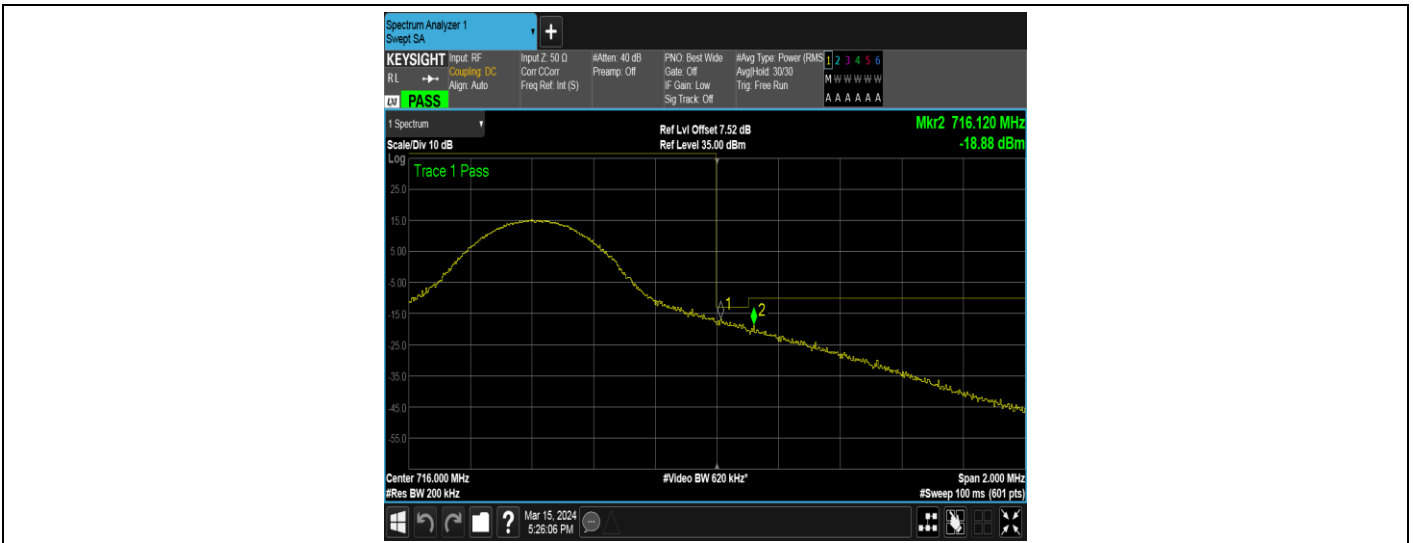 Spectrum Analyzer 1
Swept SA
+
KEYSIGHT
RL
LXI PASS
Input: RF
Coupling: DC
Align: Auto
Input Z: 50 Ω
Corr CCorr
Freq Ref: Int (S)
#Atten: 40 dB
Preamp: Off
PNO: Best Wide
Gate: Off
IF Gain: Low
Sig Track: Off
#Avg Type: Power (RMS
Avg|Hold: 30/30
Trig: Free Run
1 2 3 4 5 6
M W W W W W
A A A A A A
1 Spectrum
Scale/Div 10 dB
Ref Lvl Offset 7.52 dB
Ref Level 35.00 dBm
Mkr2 716.120 MHz
-18.88 dBm
Log
Trace 1 Pass
25.0
15.0
5.00
-5.00
-15.0
-25.0
-35.0
-45.0
-55.0
1
2
Center 716.000 MHz
#Res BW 200 kHz
#Video BW 620 kHz*
Span 2.000 MHz
#Sweep 100 ms (601 pts)
?
Mar 15, 2024
5:26:06 PM